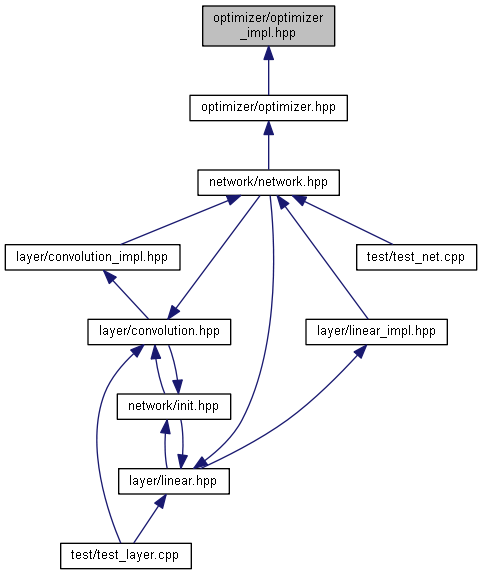 optimizer/optimizer
_impl.hpp
optimizer/optimizer.hpp
network/network.hpp
layer/convolution_impl.hpp
test/test_net.cpp
layer/convolution.hpp
layer/linear_impl.hpp
network/init.hpp
layer/linear.hpp
test/test_layer.cpp